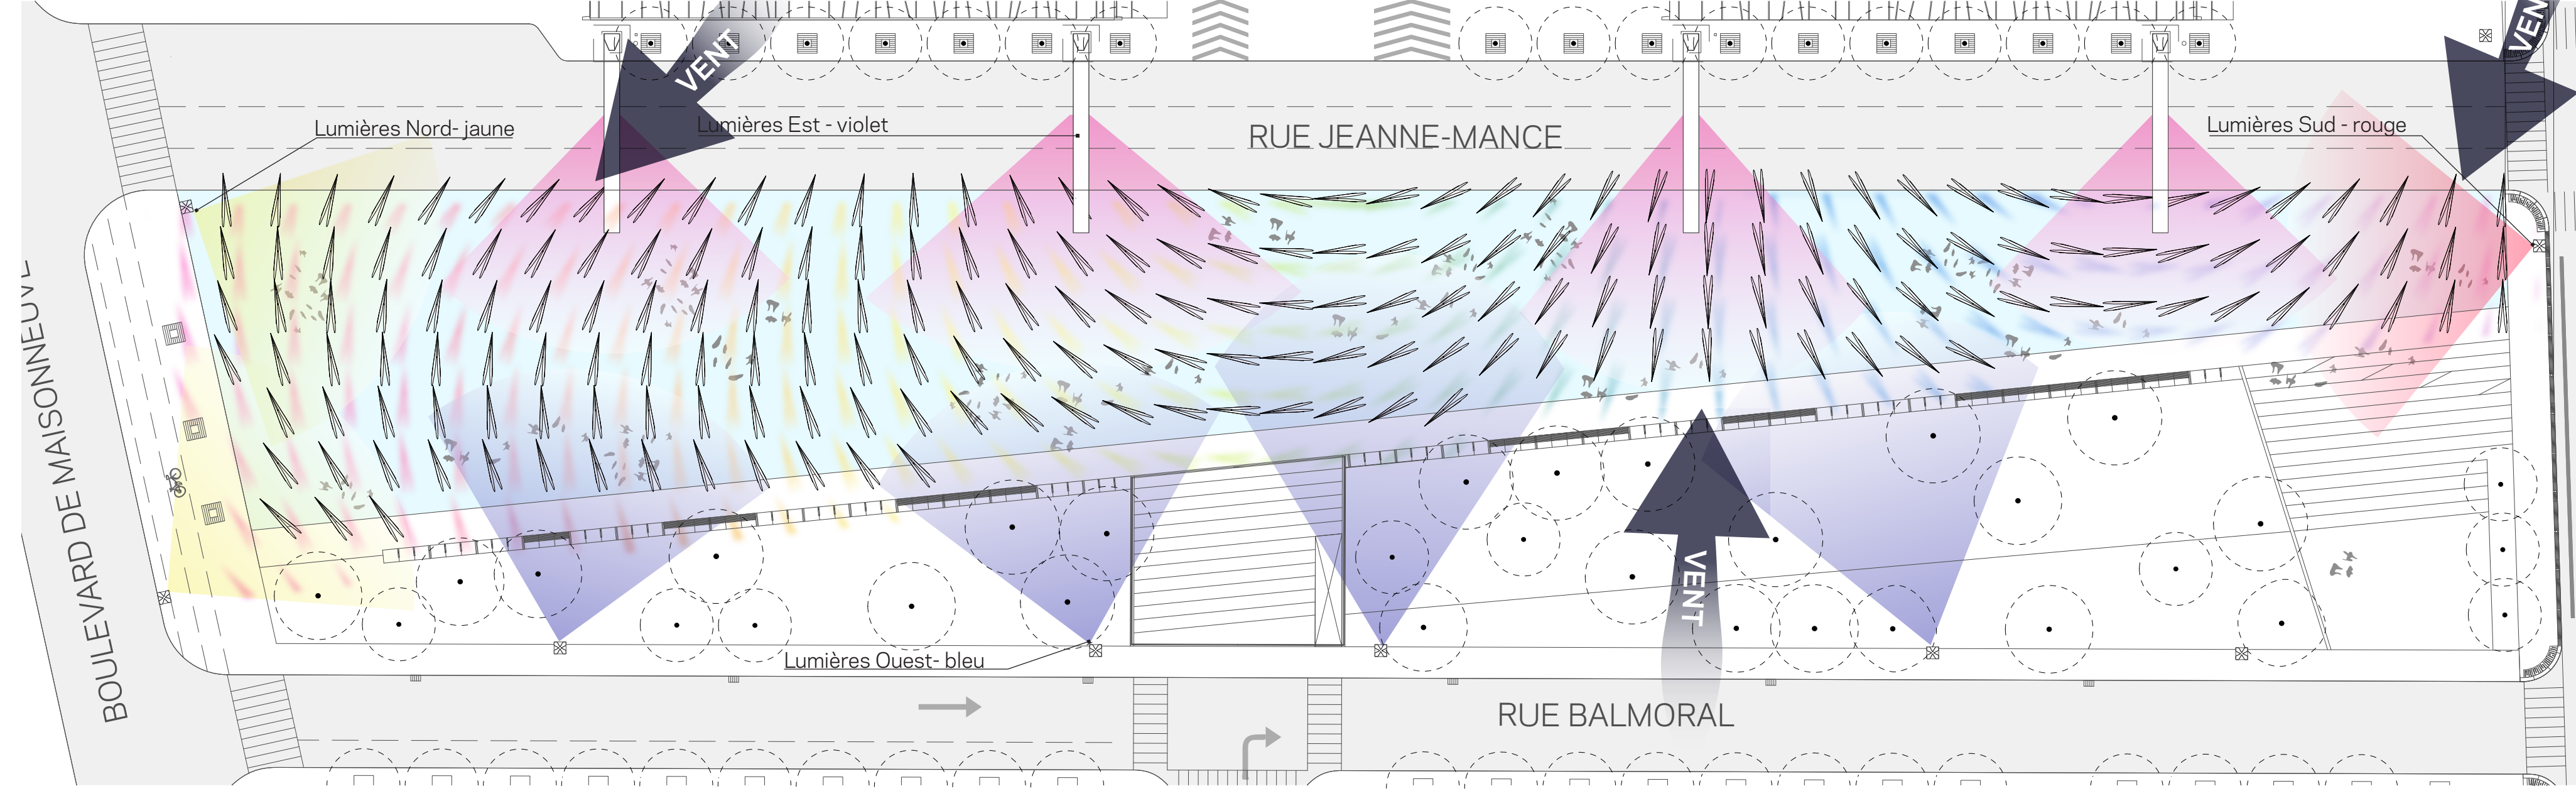 VENT
VEN
Lumières Nord- jaune
Lumières Est - violet
RUE JEANNE-MANCE
Lumières Sud - rouge
BOULEVARD DE MAISONNEUVE
VENT
Lumières Ouest- bleu
RUE BALMORAL